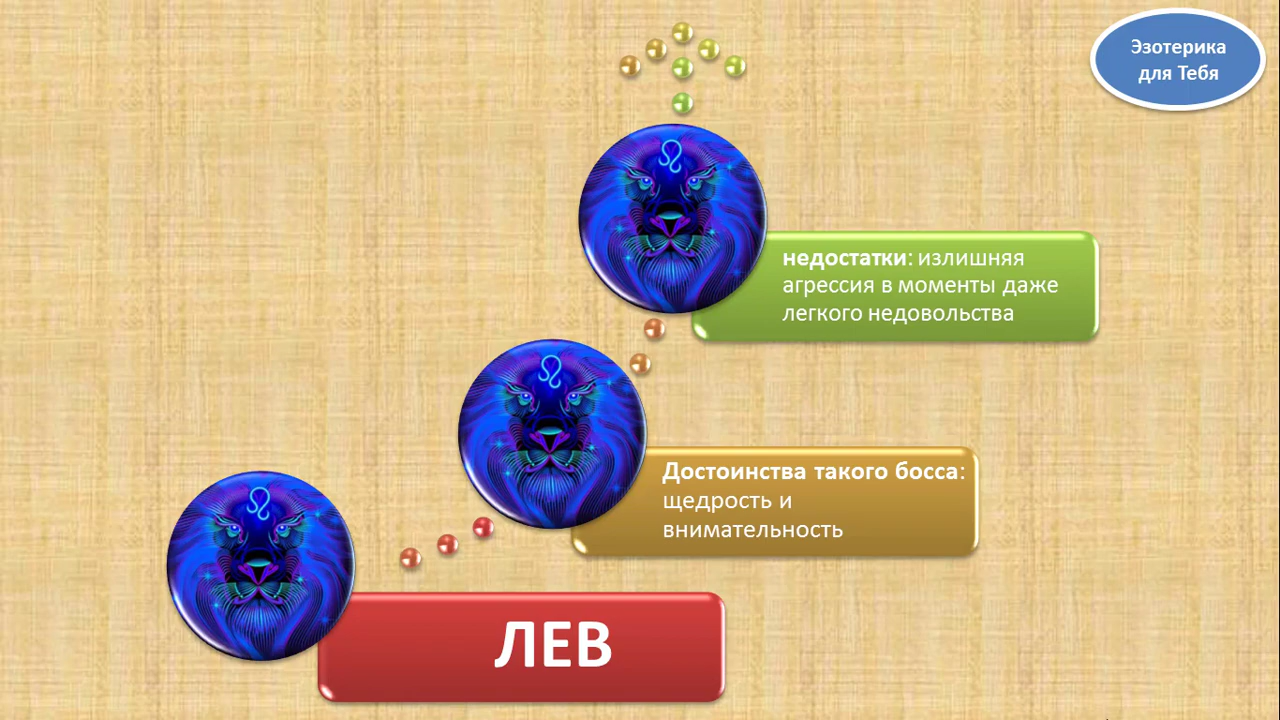 Эзотерика
для Тебя
недостатки: излишняя
агрессия в моменты даже
легкого недовольства
Достоинства такого босса:
щедрость и
внимательность
ЛЕВ